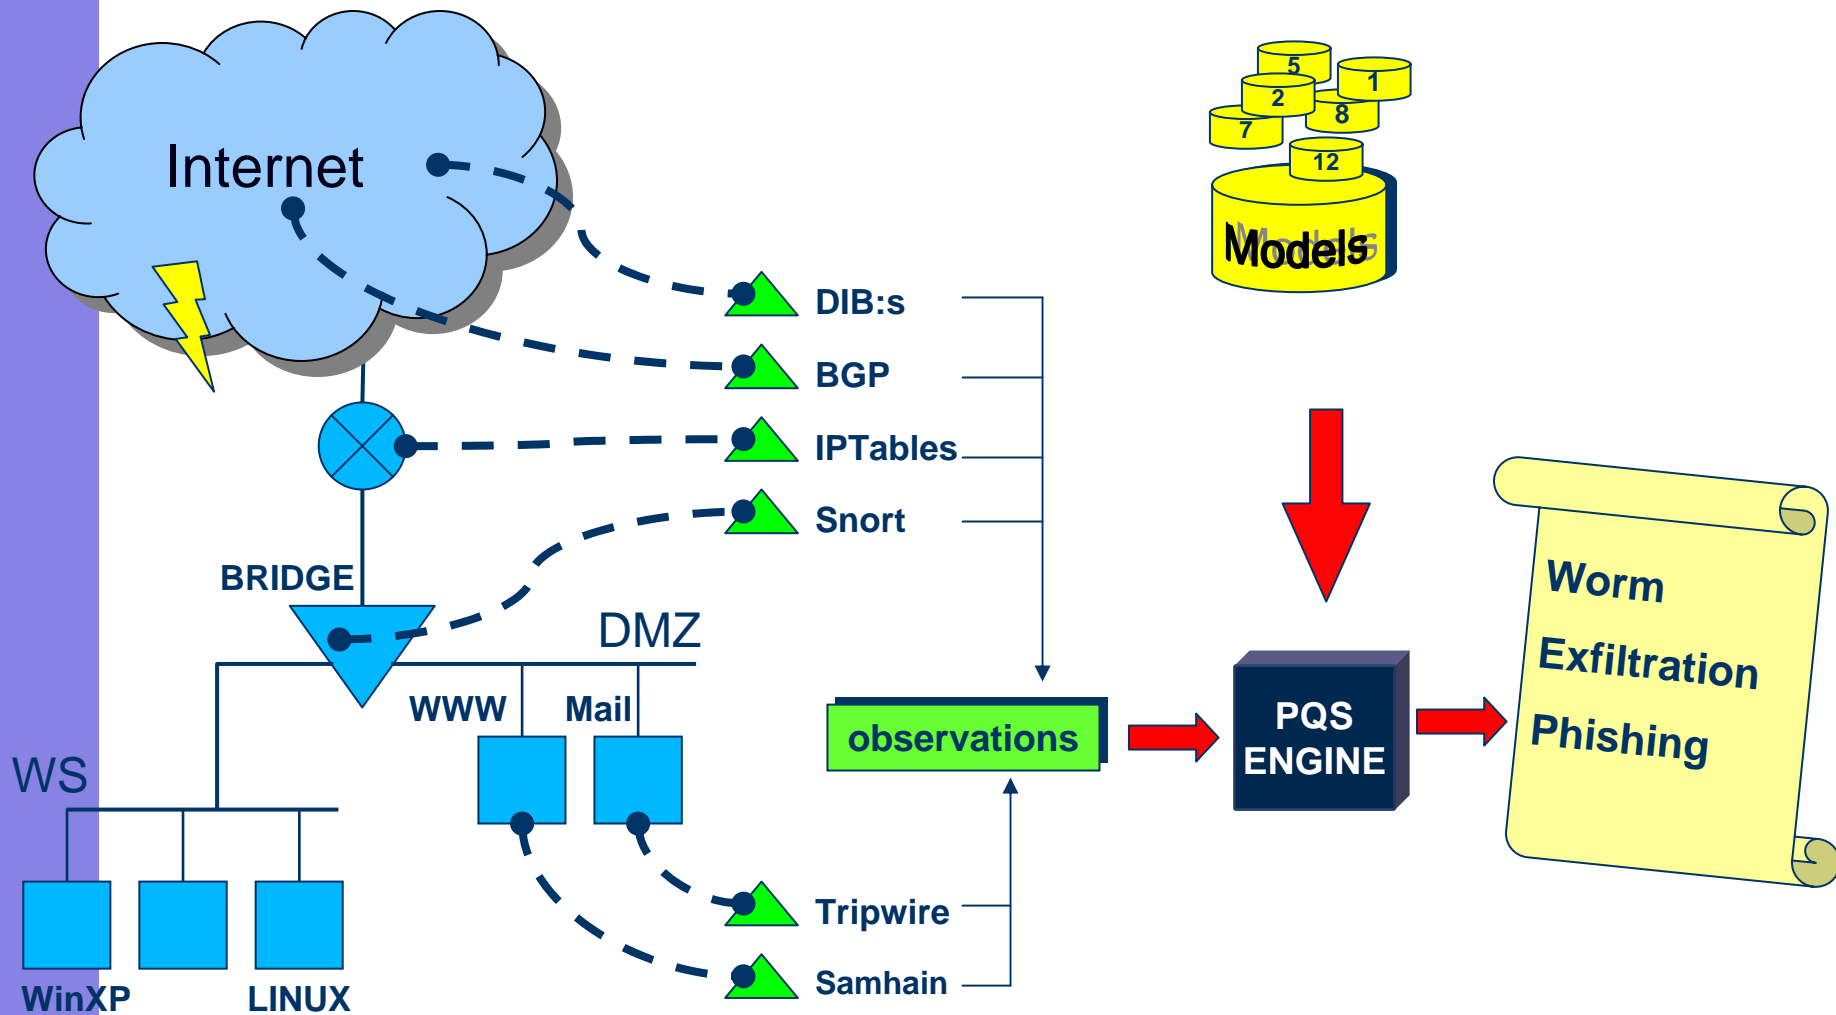 Internet
5
1
2
8
7
12
Models
DIB:s
BGP
IPTables
Snort
BRIDGE
DMZ
WWW
Mail
WS
observations
PQS
ENGINE
Worm
Exfiltration
Phishing
Tripwire
Samhain
WinXP
LINUX